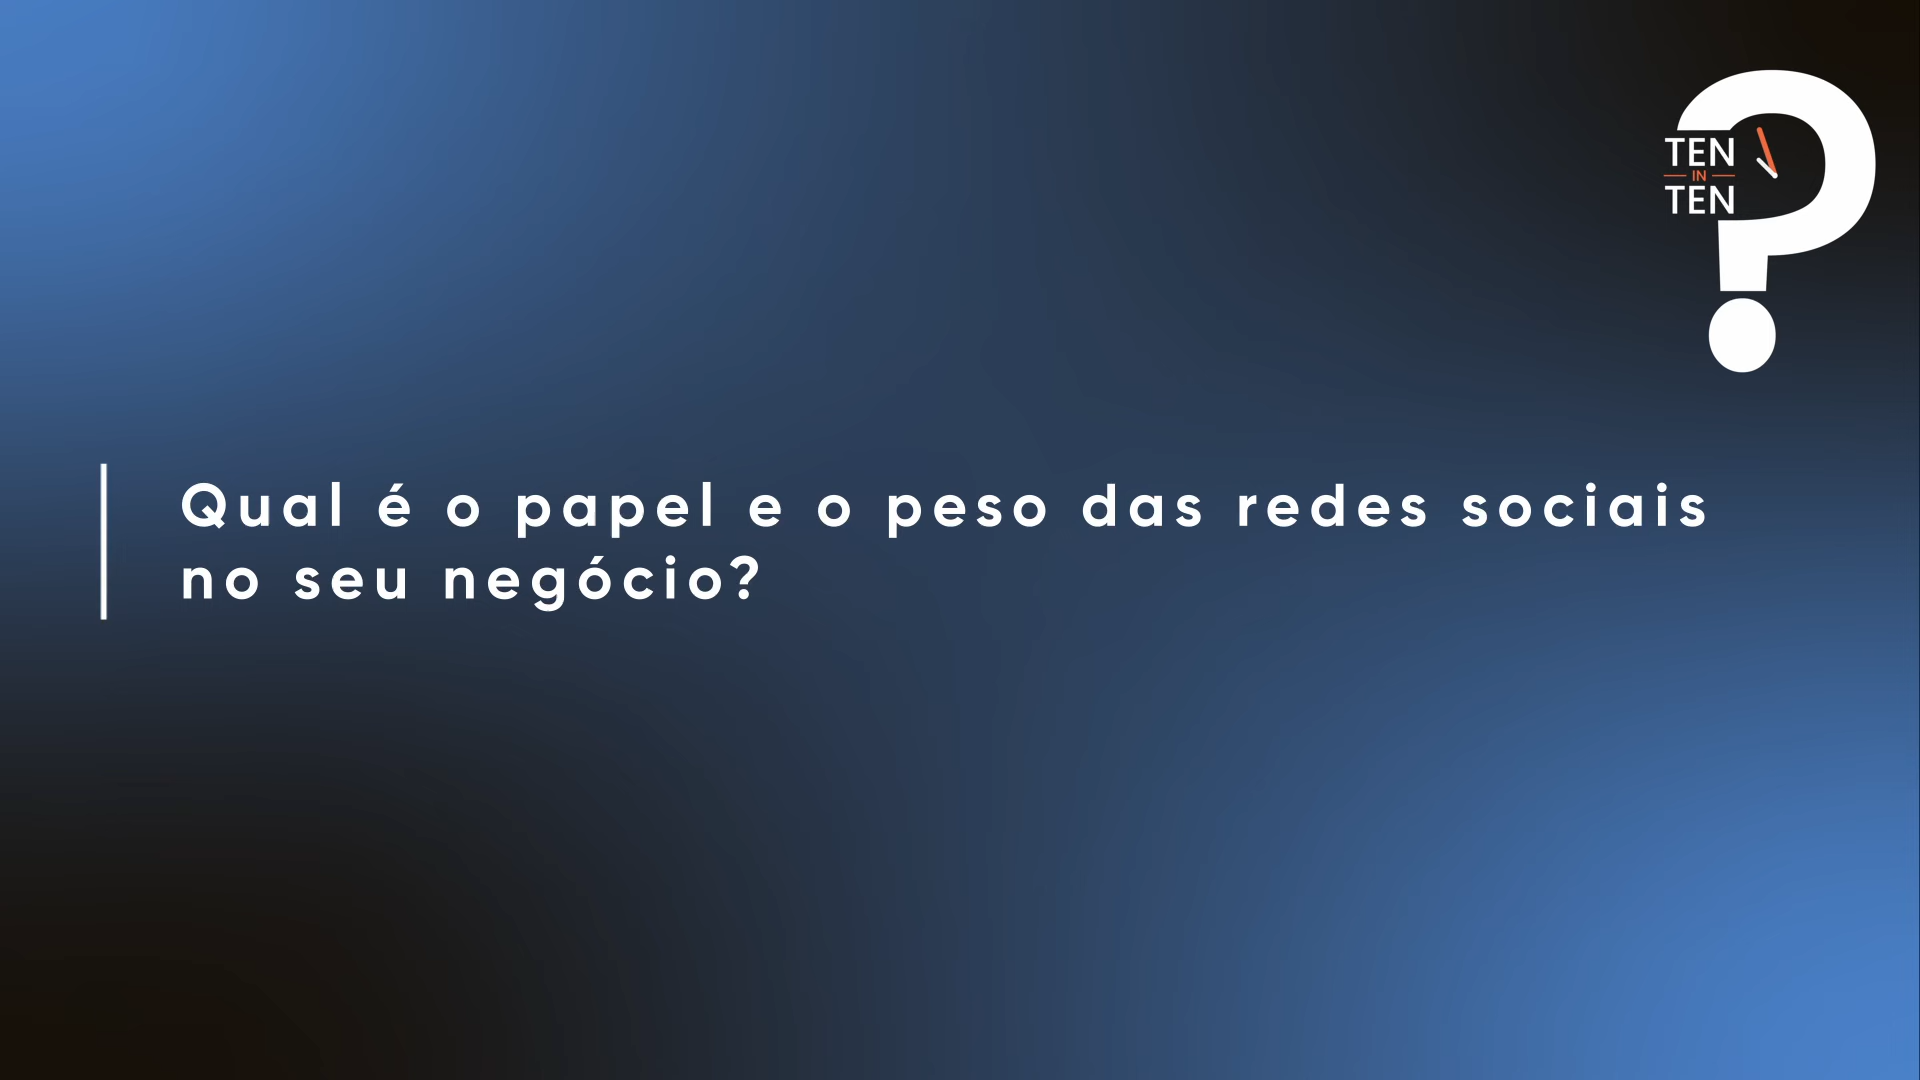 TEN
IN
TEN
Qual é o papel e o peso das redes sociais
no seu negócio?